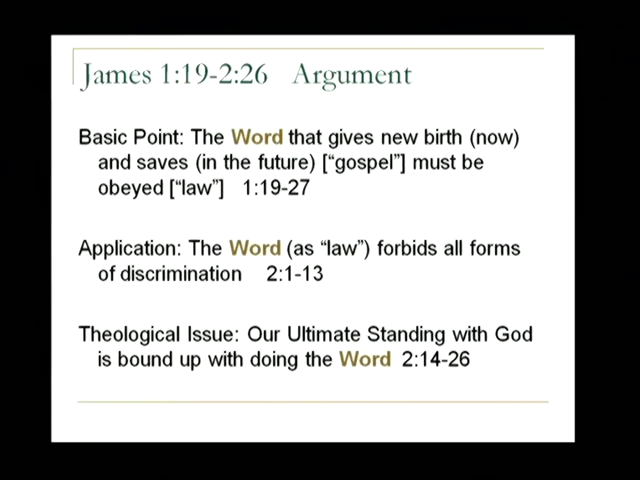 James 1:19-2:26 Argument
Basic Point: The Word that gives new birth (now)
and saves (in the future) [“gospel”] must be
obeyed [“law”] 1:19-27
Application: The Word (as “law”) forbids all forms
of discrimination 2:1-13
Theological Issue: Our Ultimate Standing with God
is bound up with doing the Word 2:14-26